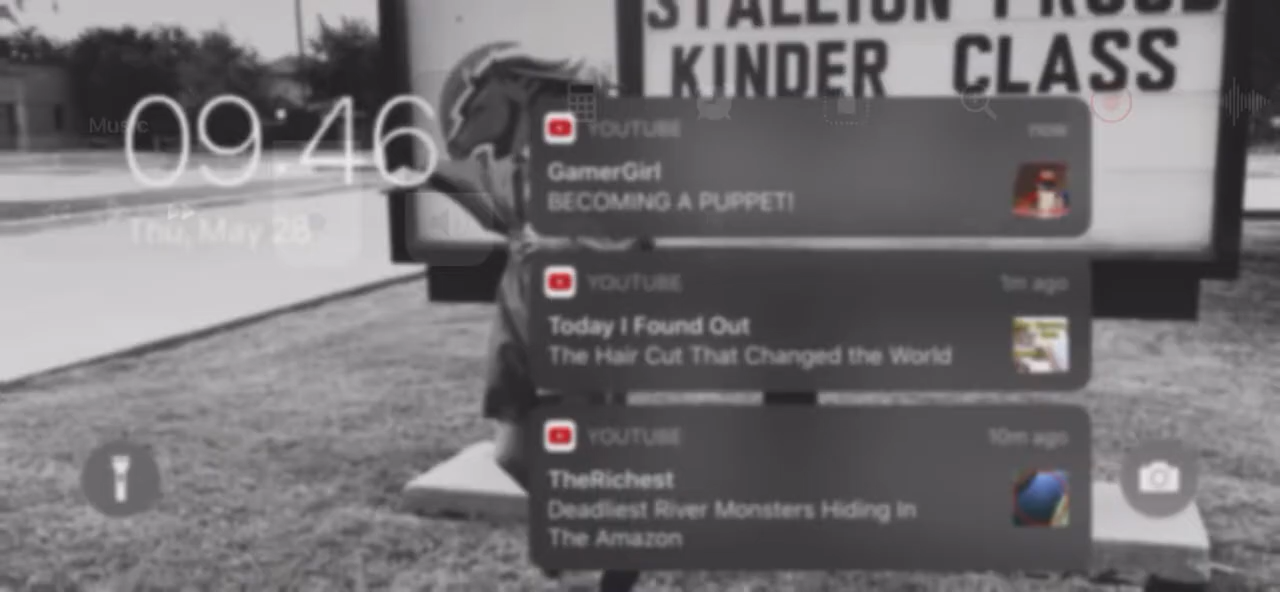 STALLION PROUD
KINDER CLASS
Music
09:46
Thu, May 28
YOUTUBE
now
GamerGirl
BECOMING A PUPPET!
YOUTUBE
1m ago
Today I Found Out
The Hair Cut That Changed the World
YOUTUBE
10m ago
TheRichest
Deadliest River Monsters Hiding In
The Amazon